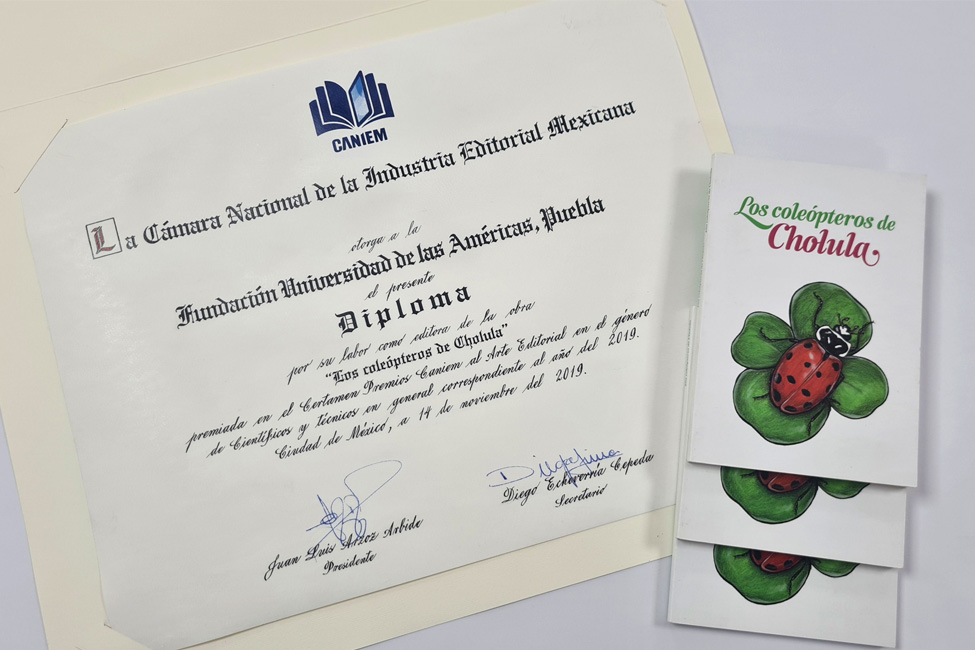 CANIEM
La Cámara Nacional de la Industria Editorial Mexicana
otorga a la
Fundación Universidad de las Américas, Puebla
el presente
Diploma
por su labor como editora de la obra
"Los coleópteros de Cholula"
premiada en el Certamen Premios Caniem al Arte Editorial en el género
de Científicos y técnicos en general correspondiente al año del 2019.
Ciudad de México, a 14 de noviembre del 2019.
Juan Luis Arzoz Arbide
Presidente
Diego Echeverría Cepeda
Secretario
Los coleópteros de
Cholula